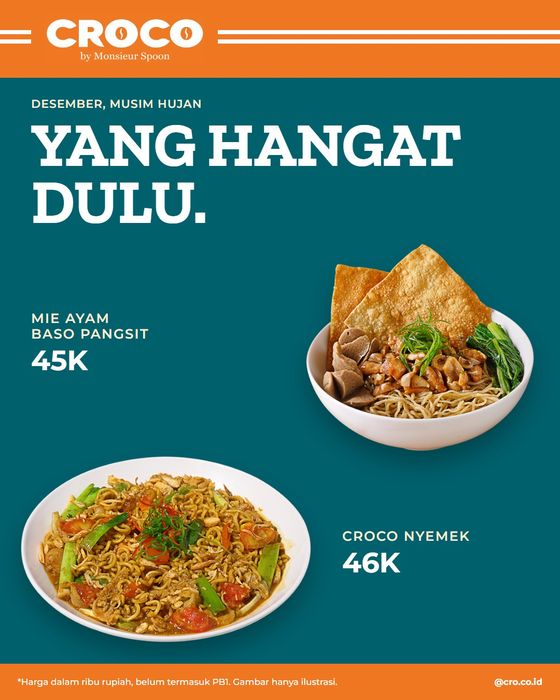 CROCO
by Monsieur Spoon
DESEMBER, MUSIM HUJAN
YANG HANGAT
DULU.
MIE AYAM
BASO PANGSIT
45K
CROCO NYEMEK
46K
*Harga dalam ribu rupiah, belum termasuk PB1. Gambar hanya ilustrasi.
@cro.co.id